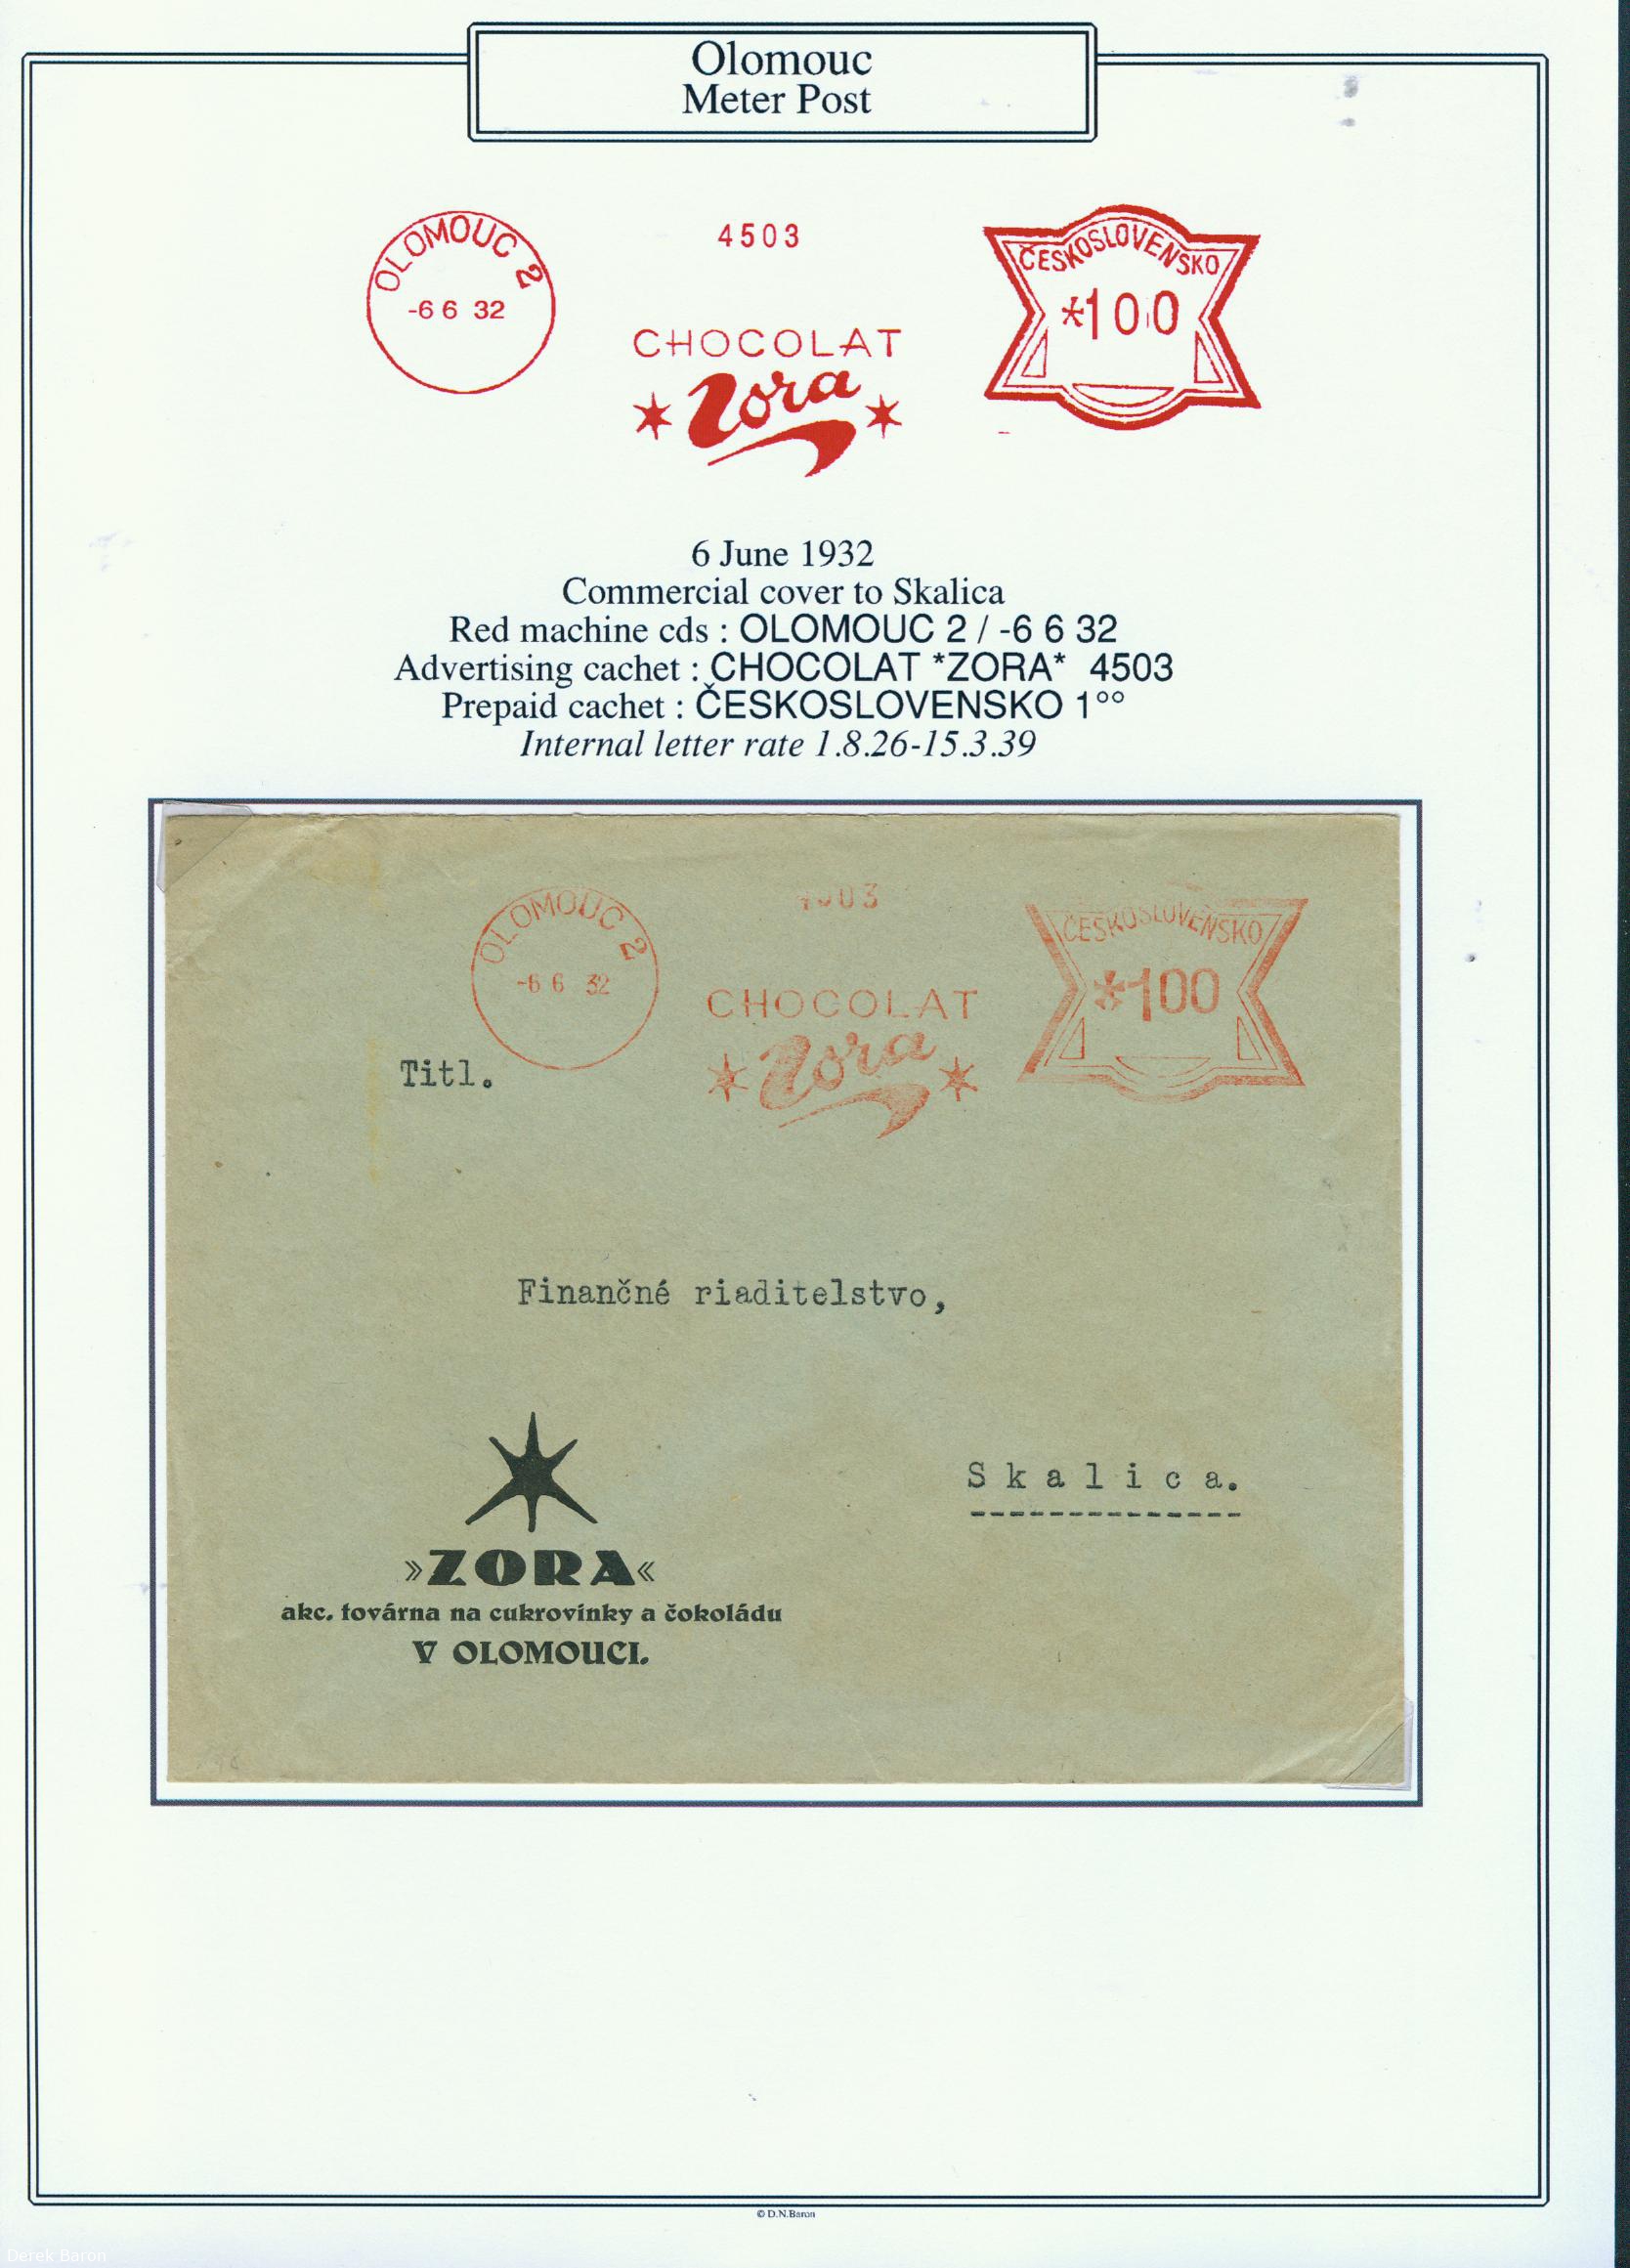 Olomouc
Meter Post
OLOMOUC 2
-6 6 32
4503
CHOCOLAT
* Zora *
ČESKOSLOVENSKO
*100
6 June 1932
Commercial cover to Skalica
Red machine cds : OLOMOUC 2 / -6 6 32
Advertising cachet : CHOCOLAT *ZORA* 4503
Prepaid cachet : ČESKOSLOVENSKO 1°°
Internal letter rate 1.8.26-15.3.39
OLOMOUC 2
-6 6 32
CHOCOLAT
* Zora *
ČESKOSLOVENSKO
*100
Titl.
Finančné riaditelstvo,
Skalica.
»ZORA«
akc. továrna na cukrovinky a čokoládu
V OLOMOUCI.
© D.N.Baron
Derek Baron